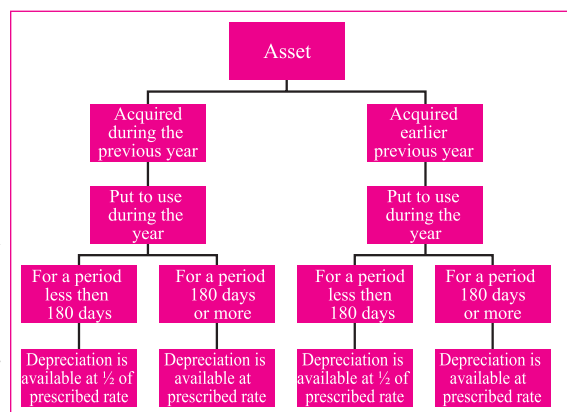 Asset
Acquired
during the
previous year
Acquired
earlier
previous year
Put to use
during the
year
Put to use
during the
year
For a period
less then
180 days
For a period
180 days
or more
For a period
less then
180 days
For a period
180 days
or more
Depreciation is
available at ½ of
prescribed rate
Depreciation is
available at
prescribed rate
Depreciation is
available at ½ of
prescribed rate
Depreciation is
available at
prescribed rate